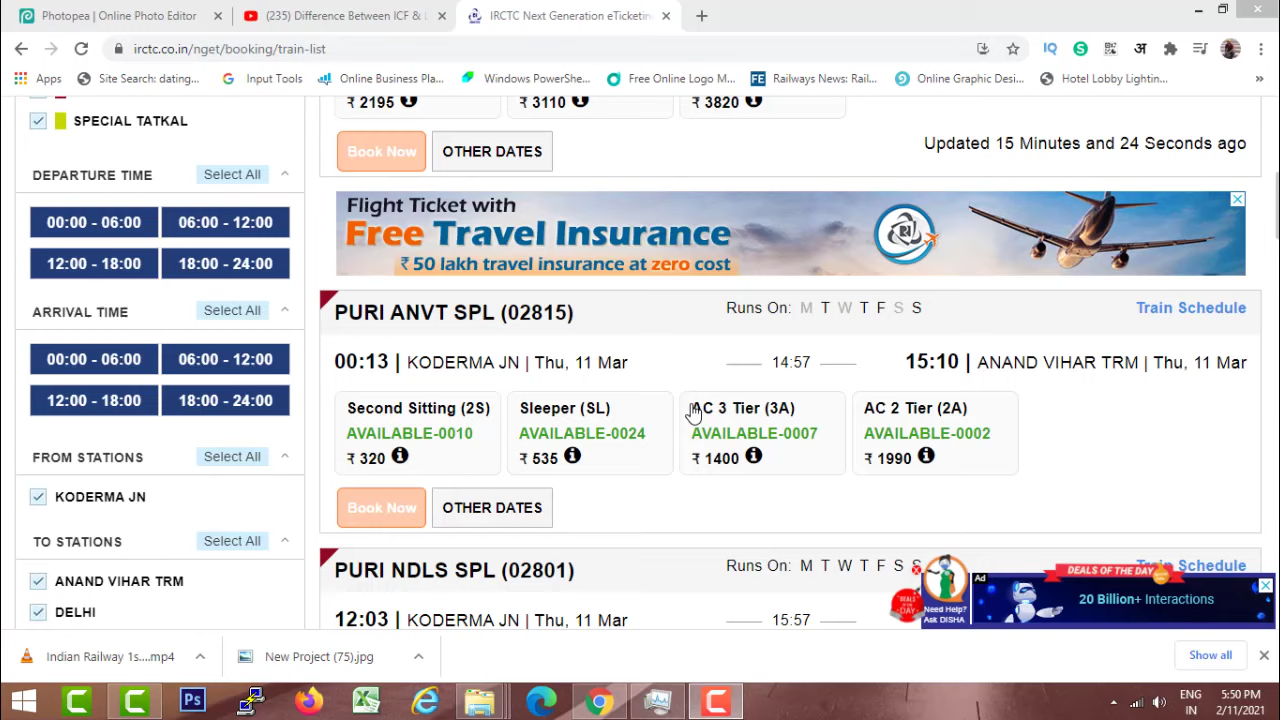 Photopea | Online Photo Editor
(235) Difference Between ICF &
IRCTC Next Generation eTicketin
irctc.co.in/nget/booking/train-list
IQ
अ
Apps
Site Search: dating...
Input Tools
Online Business Pla...
Windows PowerShe...
Free Online Logo M...
FE Railways News: Rail...
Online Graphic Desi...
Hotel Lobby Lightin...
»
SPECIAL TATKAL
DEPARTURE TIME Select All
00:00 - 06:00 06:00 - 12:00
12:00 - 18:00 18:00 - 24:00
ARRIVAL TIME Select All
00:00 - 06:00 06:00 - 12:00
12:00 - 18:00 18:00 - 24:00
FROM STATIONS Select All
KODERMA JN
TO STATIONS Select All
ANAND VIHAR TRM
DELHI
₹ 2195 ₹ 3110 ₹ 3820
Book Now OTHER DATES
Updated 15 Minutes and 24 Seconds ago
Flight Ticket with
Free Travel Insurance
₹ 50 lakh travel insurance at zero cost
PURI ANVT SPL (02815) Runs On: M T W T F S S Train Schedule
00:13 | KODERMA JN | Thu, 11 Mar 14:57 15:10 | ANAND VIHAR TRM | Thu, 11 Mar
Second Sitting (2S) Sleeper (SL) AC 3 Tier (3A) AC 2 Tier (2A)
AVAILABLE-0010 AVAILABLE-0024 AVAILABLE-0007 AVAILABLE-0002
₹ 320 ₹ 535 ₹ 1400 ₹ 1990
Book Now OTHER DATES
PURI NDLS SPL (02801) Runs On: M T W T F S S Train Schedule
12:03 | KODERMA JN | Thu, 11 Mar 15:57
DEALS OF THE DAY
Need Help?
Ask DISHA
DEALS OF THE DAY
Ad
20 Billion+ Interactions
Indian Railway 1s....mp4
New Project (75).jpg
Show all
Ps
ENG
IN
5:50 PM
2/11/2021